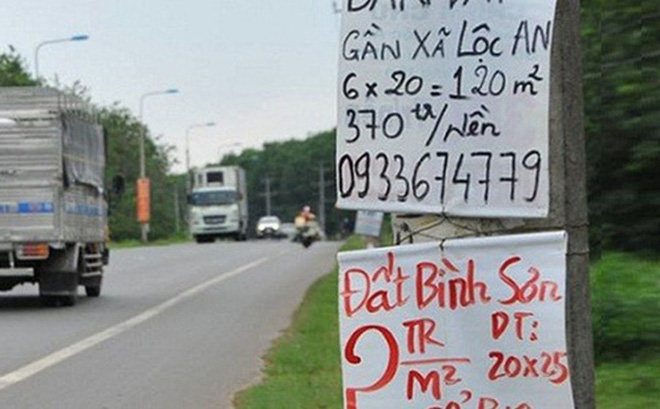 GẦN XÃ LỘC AN
6 x 20 = 120 m²
370 tr/nền
0933674779
Đất Bình Sơn
? TR/M² DT:
20x25